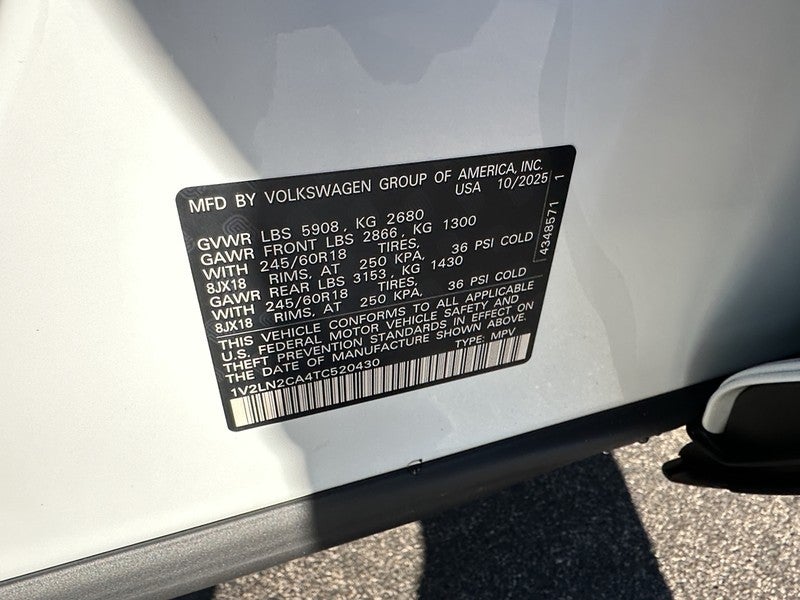 MFD BY VOLKSWAGEN GROUP OF AMERICA, INC.
USA 10/2025
GVWR LBS 5908, KG 2680
GAWR FRONT LBS 2866, KG 1300
WITH 245/60R18 TIRES,
8JX18 RIMS, AT 250 KPA, 36 PSI COLD
GAWR REAR LBS 3153, KG 1430
WITH 245/60R18 TIRES,
8JX18 RIMS, AT 250 KPA, 36 PSI COLD
THIS VEHICLE CONFORMS TO ALL APPLICABLE
U.S. FEDERAL MOTOR VEHICLE SAFETY AND
THEFT PREVENTION STANDARDS IN EFFECT ON
THE DATE OF MANUFACTURE SHOWN ABOVE.
1V2LN2CA4TC520430 TYPE: MPV
4348571 1